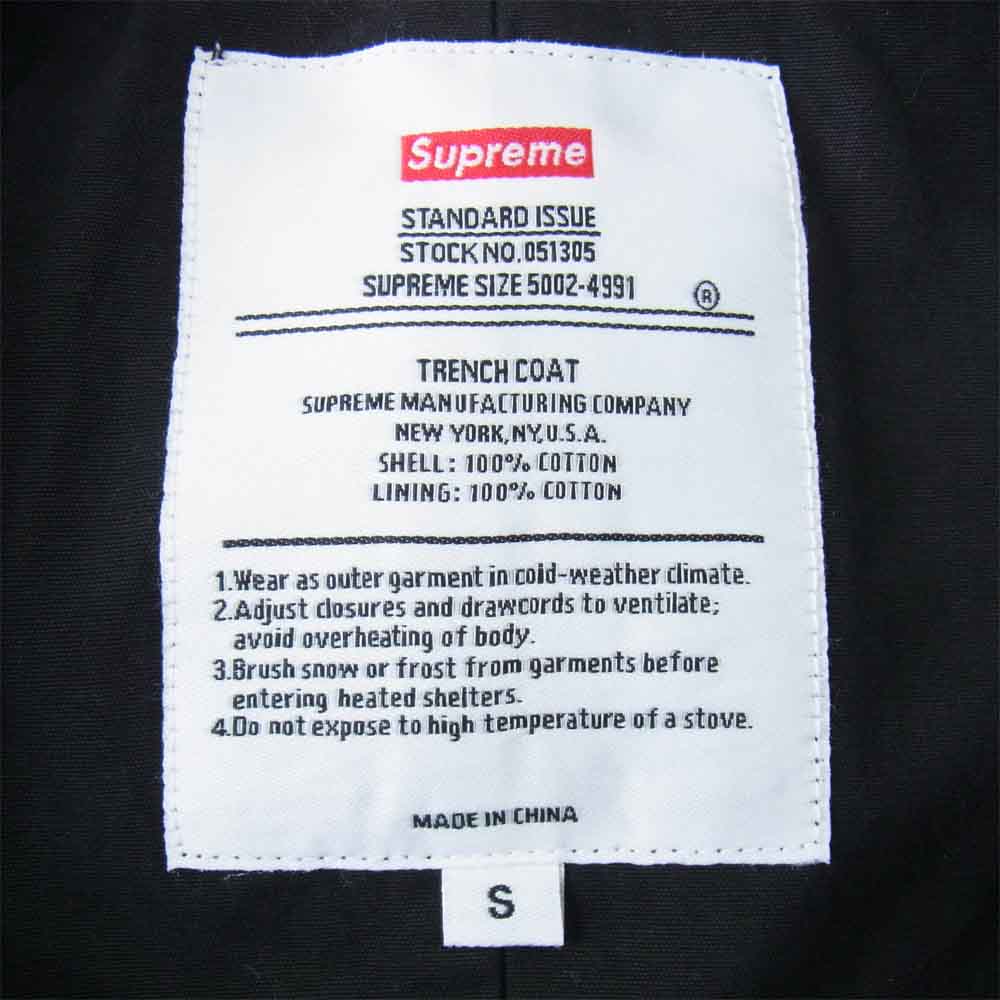 Supreme
STANDARD ISSUE
STOCK NO. 051305
SUPREME SIZE 5002-4991 ®
TRENCH COAT
SUPREME MANUFACTURING COMPANY
NEW YORK, NY, U.S.A.
SHELL: 100% COTTON
LINING: 100% COTTON
1.Wear as outer garment in cold-weather climate.
2.Adjust closures and drawcords to ventilate;
avoid overheating of body.
3.Brush snow or frost from garments before
entering heated shelters.
4.Do not expose to high temperature of a stove.
MADE IN CHINA
S